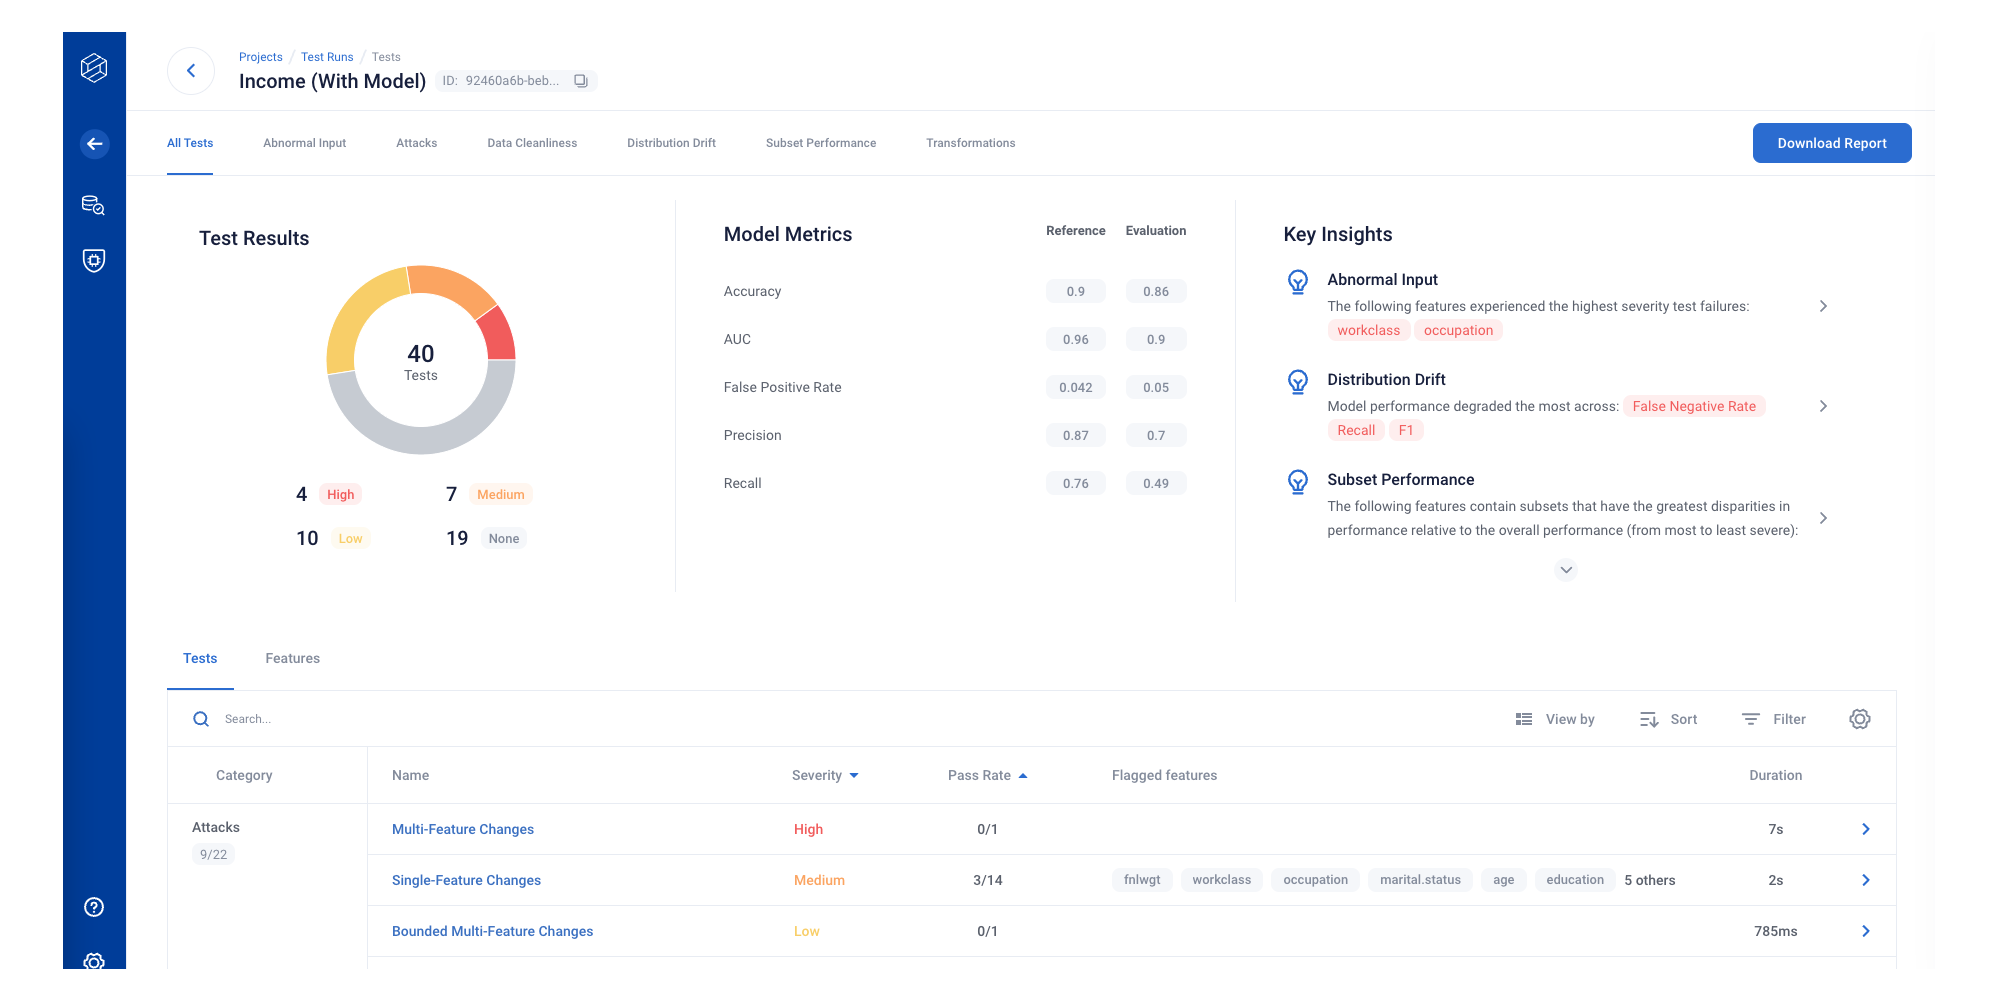 Projects / Test Runs / Tests
Income (With Model) ID: 92460a6b-beb...
All Tests Abnormal Input Attacks Data Cleanliness Distribution Drift Subset Performance Transformations Download Report
Test Results
40
Tests
4 High 7 Medium
10 Low 19 None
Model Metrics Reference Evaluation
Accuracy 0.9 0.86
AUC 0.96 0.9
False Positive Rate 0.042 0.05
Precision 0.87 0.7
Recall 0.76 0.49
Key Insights
Abnormal Input
The following features experienced the highest severity test failures:
workclass occupation
Distribution Drift
Model performance degraded the most across: False Negative Rate
Recall F1
Subset Performance
The following features contain subsets that have the greatest disparities in
performance relative to the overall performance (from most to least severe):
Tests Features
Search... View by Sort Filter
Category Name Severity Pass Rate Flagged features Duration
Attacks
9/22
Multi-Feature Changes High 0/1 7s
Single-Feature Changes Medium 3/14 fnlwgt workclass occupation marital.status age education 5 others 2s
Bounded Multi-Feature Changes Low 0/1 785ms